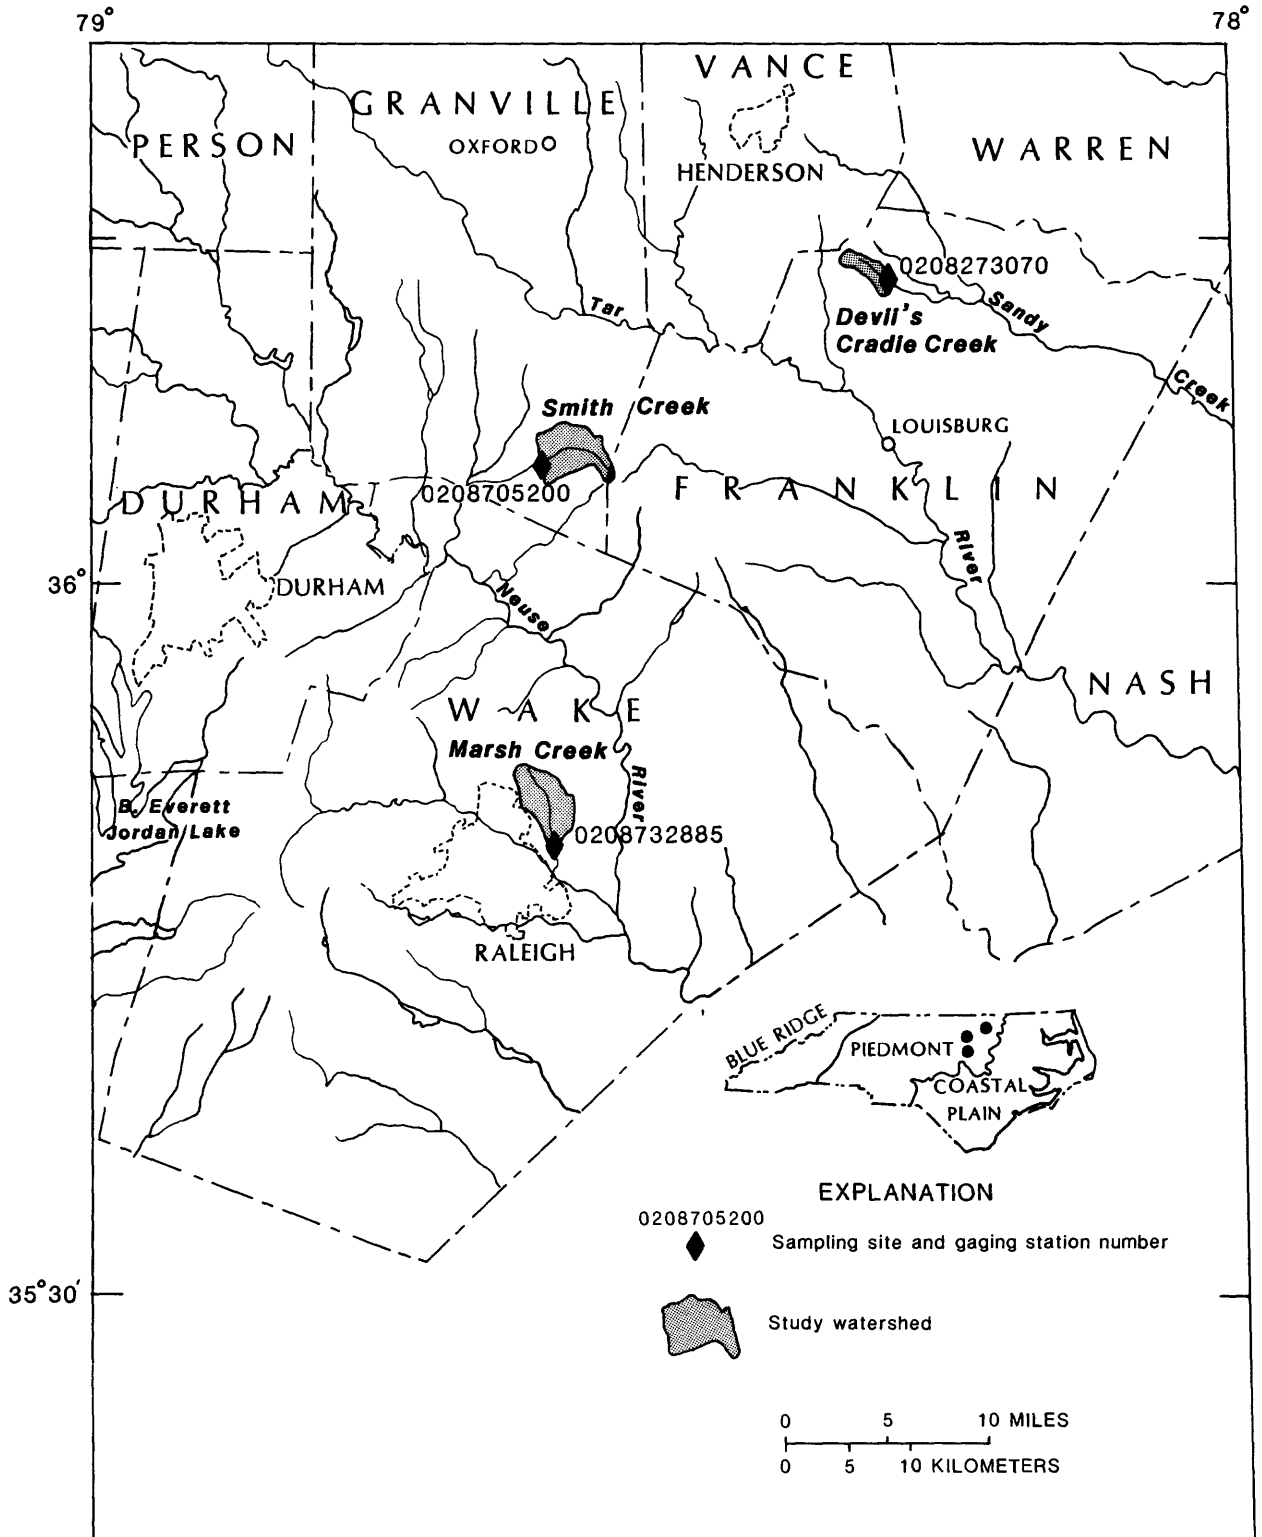 79°
78°
VANCE
GRANVILLE
PERSON
OXFORD
WARREN
HENDERSON
0208273070
Tar
Sandy
Devil's
Cradle Creek
Creek
Smith Creek
LOUISBURG
0208705200
FRANKLIN
DURHAM
River
36°
DURHAM
Neuse
NASH
WAKE
Marsh Creek
River
B. Everett
Jordan Lake
0208732885
RALEIGH
BLUE RIDGE
PIEDMONT
COASTAL
PLAIN
EXPLANATION
0208705200
Sampling site and gaging station number
35°30'
Study watershed
0 5 10 MILES
0 5 10 KILOMETERS